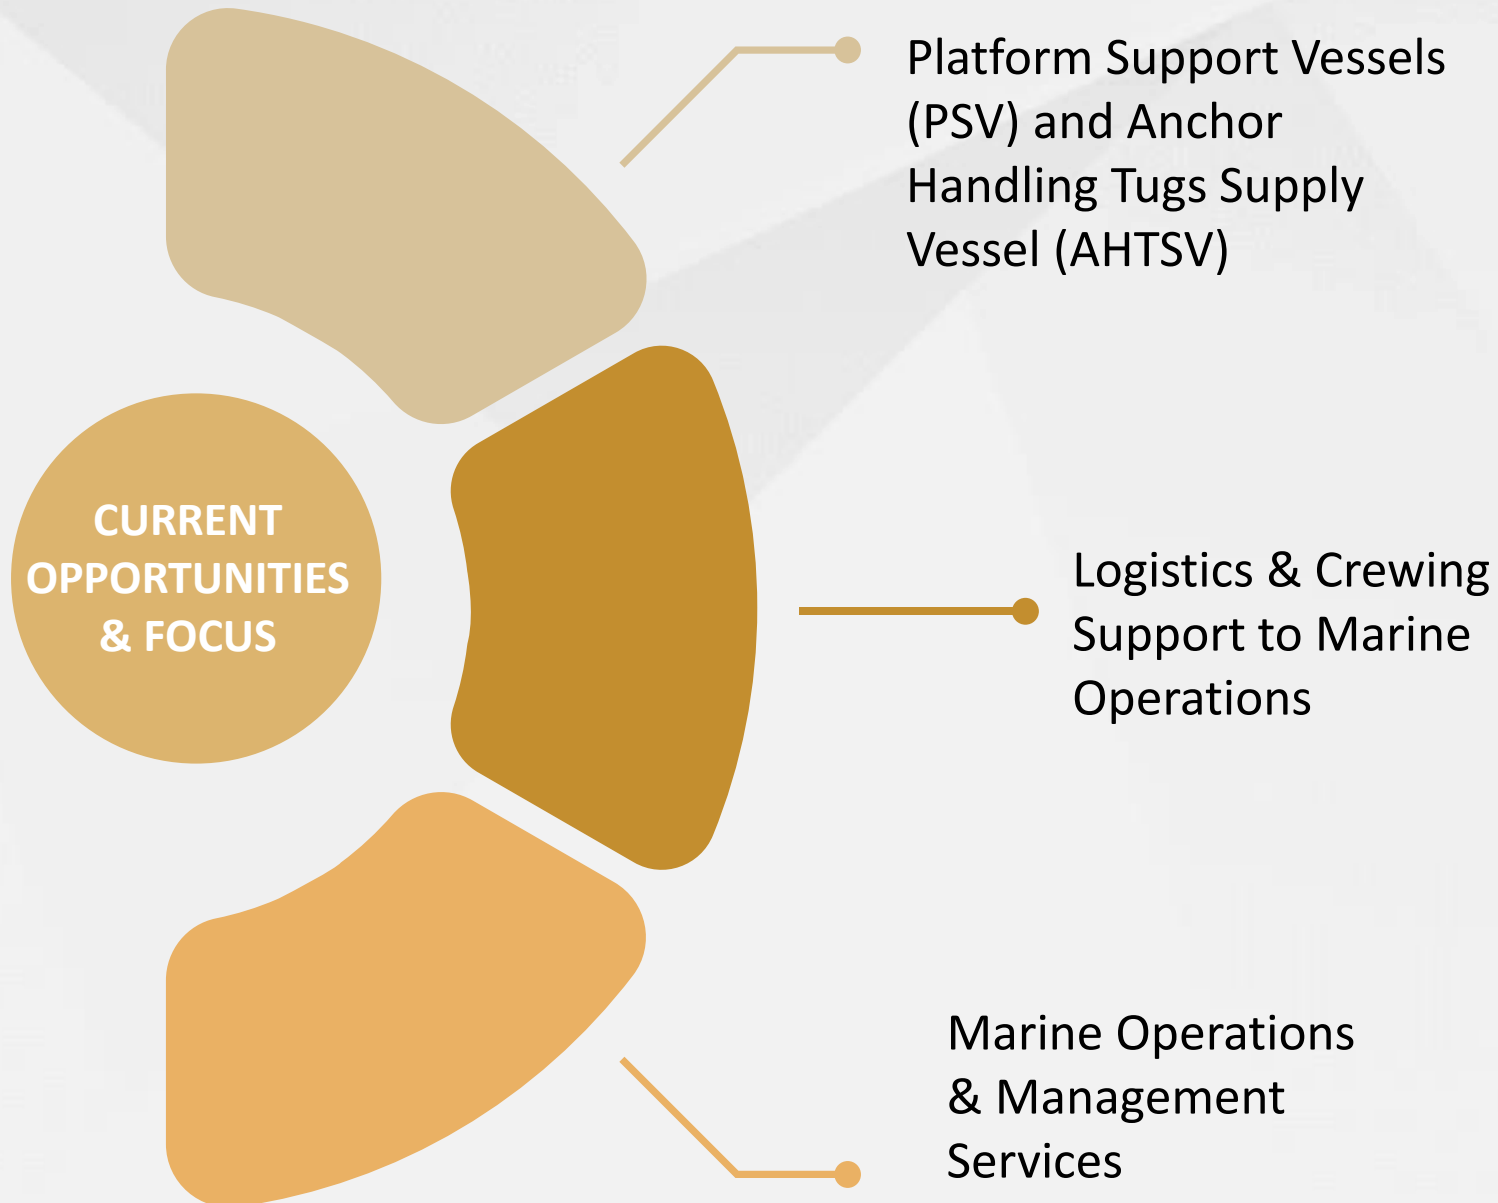 CURRENT
OPPORTUNITIES
& FOCUS
Platform Support Vessels
(PSV) and Anchor
Handling Tugs Supply
Vessel (AHTSV)
Logistics & Crewing
Support to Marine
Operations
Marine Operations
& Management
Services